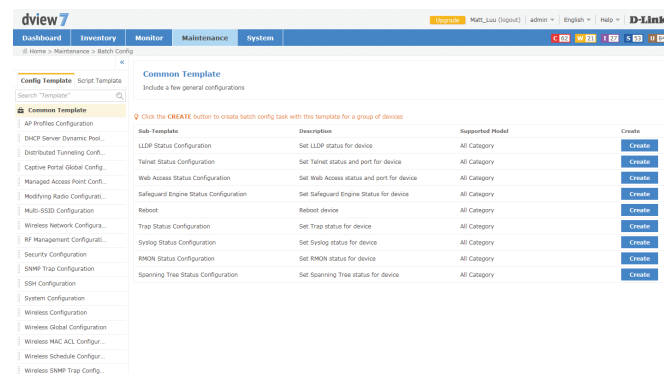 dview 7
Upgrade Matt_Luu (logout) admin English Help D-Link
Dashboard Inventory Monitor Maintenance System
C 62 W 21 I 27 S 55 U
Home > Maintenance > Batch Config
«
Config Template Script Template
Search "Template"
Common Template
AP Profiles Configuration
DHCP Server Dynamic Pool...
Distributed Tunneling Confi...
Captive Portal Global Config...
Managed Access Point Confi...
Modifying Radio Configurati...
Multi-SSID Configuration
Wireless Network Configura...
RF Management Configurati...
Security Configuration
SNMP Trap Configuration
SSH Configuration
System Configuration
Wireless Configuration
Wireless Global Configuration
Wireless MAC ACL Configur...
Wireless Schedule Configur...
Wireless SNMP Trap Config...
Common Template
Include a few general configurations
Click the CREATE button to create batch config task with this template for a group of devices
Sub-Template Description Supported Model Create
LLDP Status Configuration Set LLDP status for device All Category Create
Telnet Status Configuration Set Telnet status and port for device All Category Create
Web Access Status Configuration Set Web Access status and port for device All Category Create
Safeguard Engine Status Configuration Set Safeguard Engine Status for device All Category Create
Reboot Reboot device All Category Create
Trap Status Configuration Set Trap status for device All Category Create
Syslog Status Configuration Set Syslog status for device All Category Create
RMON Status Configuration Set RMON status for device All Category Create
Spanning Tree Status Configuration Set Spanning Tree status for device All Category Create